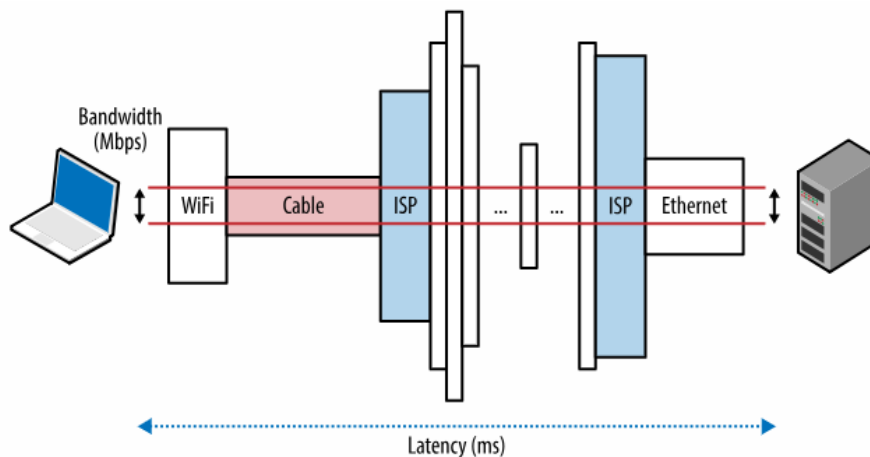 Bandwidth
(Mbps)
WiFi
Cable
ISP
...
...
ISP
Ethernet
Latency (ms)